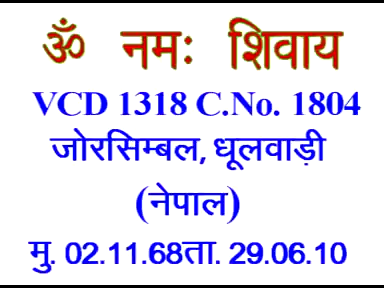 ॐ नमः शिवाय
VCD 1318 C.No. 1804
जोरसिम्बल, धूलवाड़ी
(नेपाल)
मु. 02.11.68ता. 29.06.10